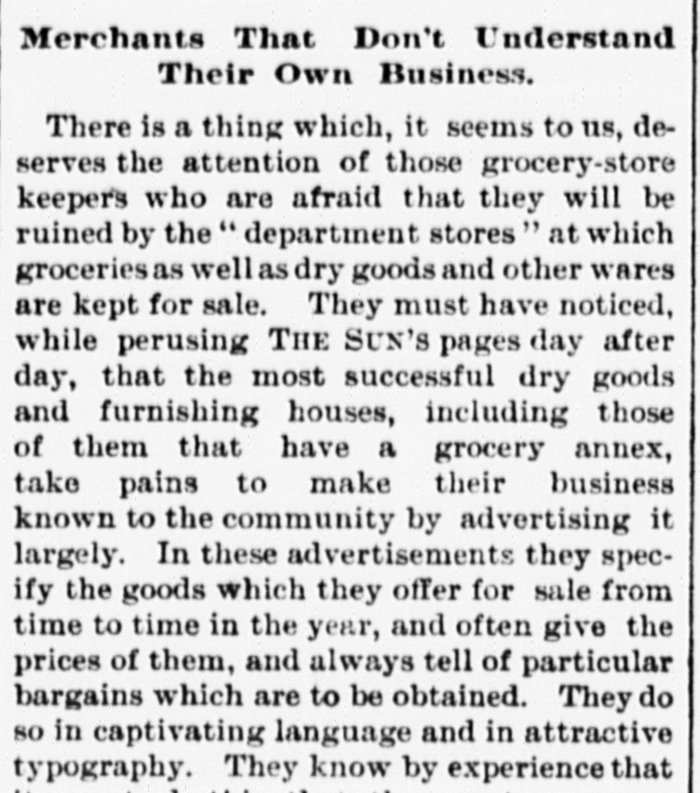 Merchants That Don't Understand
Their Own Business.
There is a thing which, it seems to us, de-
serves the attention of those grocery-store
keepers who are afraid that they will be
ruined by the " department stores " at which
groceries as well as dry goods and other wares
are kept for sale. They must have noticed,
while perusing THE SUN's pages day after
day, that the most successful dry goods
and furnishing houses, including those
of them that have a grocery annex,
take pains to make their business
known to the community by advertising it
largely. In these advertisements they spec-
ify the goods which they offer for sale from
time to time in the year, and often give the
prices of them, and always tell of particular
bargains which are to be obtained. They do
so in captivating language and in attractive
typography. They know by experience that